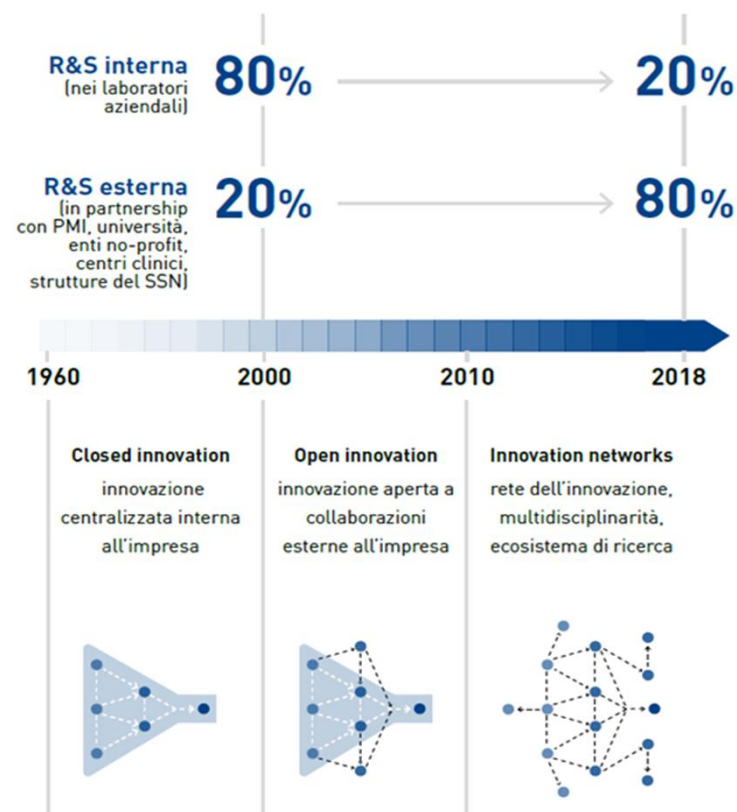 R&S interna
(nei laboratori
aziendali)
80%
20%
R&S esterna
(in partnership
con PMI, università,
enti no-profit,
centri clinici,
strutture del SSN)
20%
80%
1960
2000
2010
2018
Closed innovation
innovazione
centralizzata interna
all'impresa
Open innovation
innovazione aperta a
collaborazioni
esterne all'impresa
Innovation networks
rete dell'innovazione,
multidisciplinarità,
ecosistema di ricerca